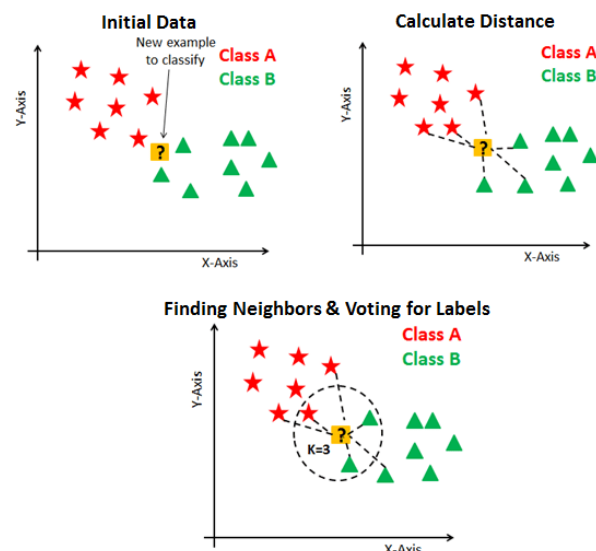 Initial Data
New example
to classify
Class A
Class B
Y-Axis
?
X-Axis
Calculate Distance
Class A
Class B
Y-Axis
?
X-Axis
Finding Neighbors & Voting for Labels
Class A
Class B
Y-Axis
?
K=3
X-Axis